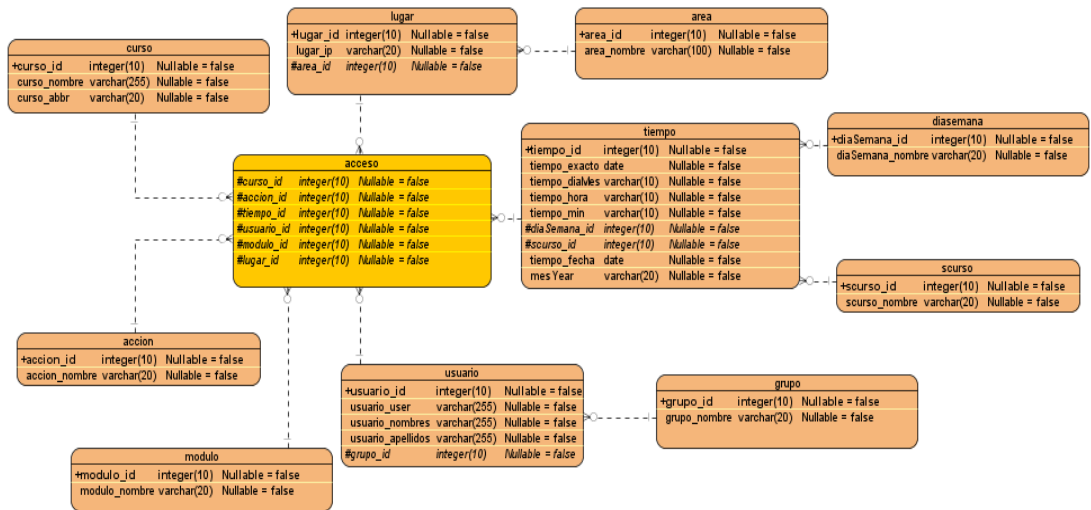 lugar
+lugar_id integer(10) Nullable = false
lugar_ip varchar(20) Nullable = false
#area_id integer(10) Nullable = false
area
+area_id integer(10) Nullable = false
area_nombre varchar(100) Nullable = false
curso
+curso_id integer(10) Nullable = false
curso_nombre varchar(255) Nullable = false
curso_abbr varchar(20) Nullable = false
tiempo
+tiempo_id integer(10) Nullable = false
tiempo_exacto date Nullable = false
tiempo_diaMes varchar(10) Nullable = false
tiempo_hora varchar(10) Nullable = false
tiempo_min varchar(10) Nullable = false
#diaSemana_id integer(10) Nullable = false
#scurso_id integer(10) Nullable = false
tiempo_fecha date Nullable = false
mesYear varchar(20) Nullable = false
diasemana
+diaSemana_id integer(10) Nullable = false
diaSemana_nombre varchar(20) Nullable = false
acceso
#curso_id integer(10) Nullable = false
#accion_id integer(10) Nullable = false
#tiempo_id integer(10) Nullable = false
#usuario_id integer(10) Nullable = false
#modulo_id integer(10) Nullable = false
#lugar_id integer(10) Nullable = false
scurso
+scurso_id integer(10) Nullable = false
scurso_nombre varchar(20) Nullable = false
accion
+accion_id integer(10) Nullable = false
accion_nombre varchar(20) Nullable = false
usuario
+usuario_id integer(10) Nullable = false
usuario_user varchar(255) Nullable = false
usuario_nombres varchar(255) Nullable = false
usuario_apellidos varchar(255) Nullable = false
#grupo_id integer(10) Nullable = false
grupo
+grupo_id integer(10) Nullable = false
grupo_nombre varchar(20) Nullable = false
modulo
+modulo_id integer(10) Nullable = false
modulo_nombre varchar(20) Nullable = false